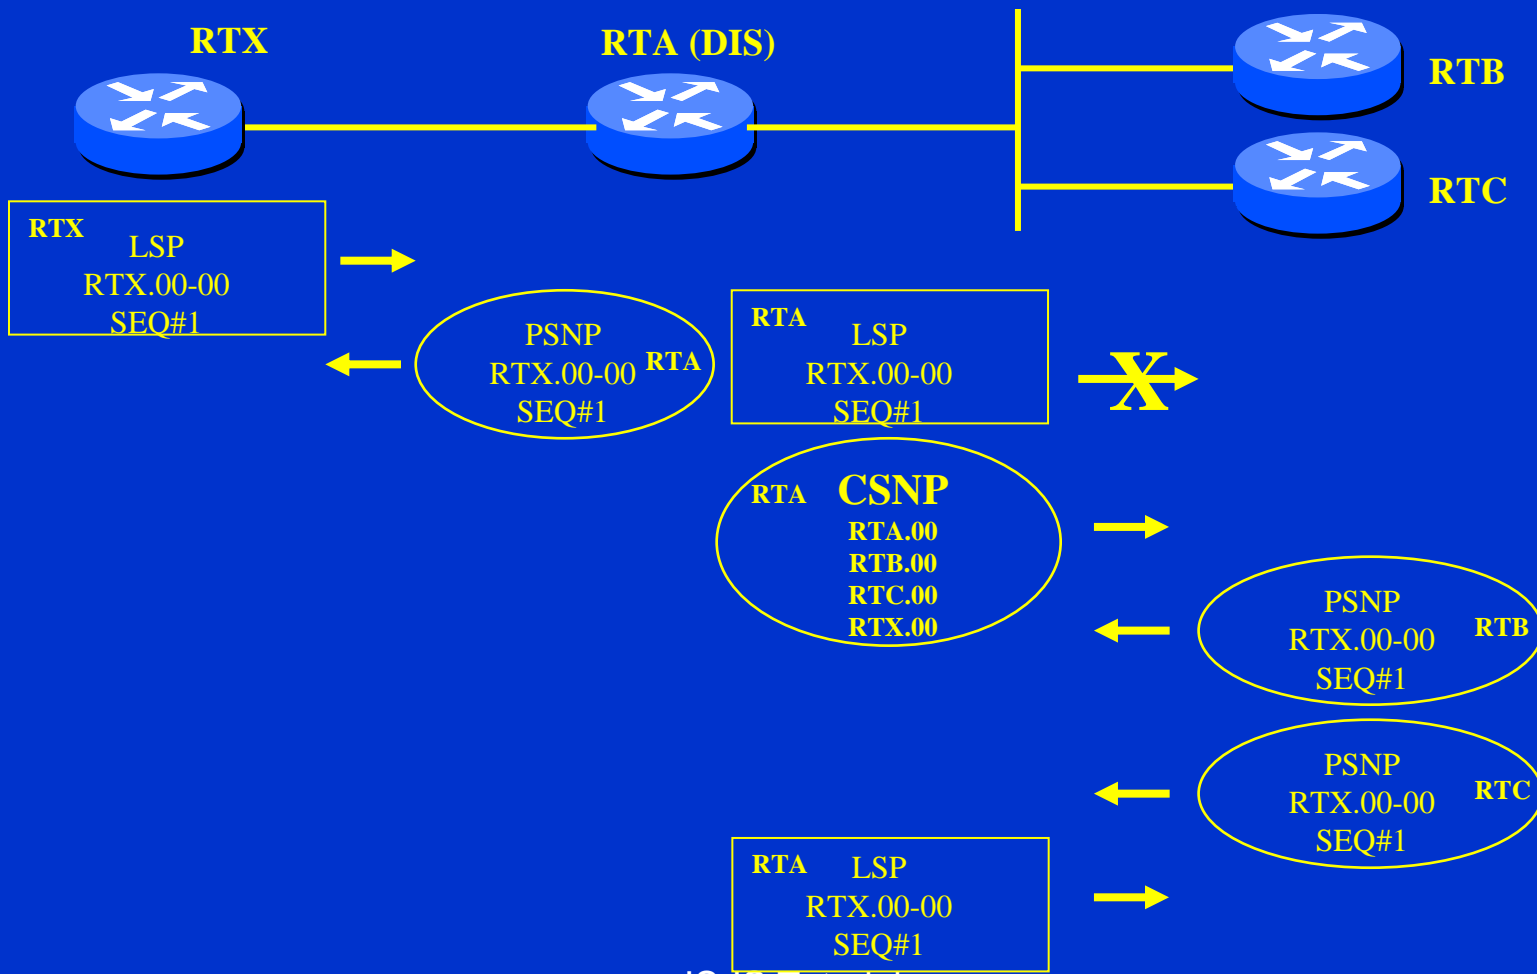 RTX
RTA (DIS)
RTB
RTC
RTX
LSP
RTX.00-00
SEQ#1
PSNP
RTX.00-00
SEQ#1
RTA
RTA
LSP
RTX.00-00
SEQ#1
X
RTA
CSNP
RTA.00
RTB.00
RTC.00
RTX.00
PSNP
RTX.00-00
SEQ#1
RTB
PSNP
RTX.00-00
SEQ#1
RTC
RTA
LSP
RTX.00-00
SEQ#1